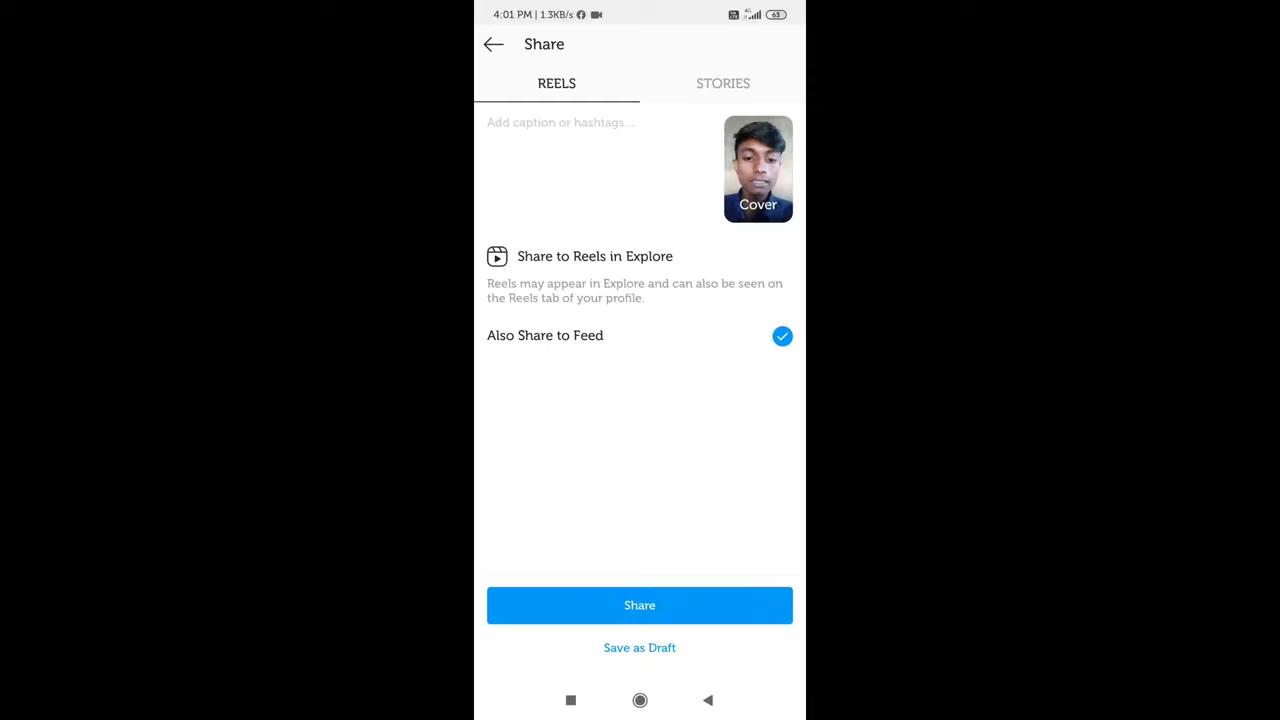 4:01 PM | 1.3KB/s 4G 63
Share
REELS STORIES
Add caption or hashtags...
Cover
Share to Reels in Explore
Reels may appear in Explore and can also be seen on
the Reels tab of your profile.
Also Share to Feed
Share
Save as Draft